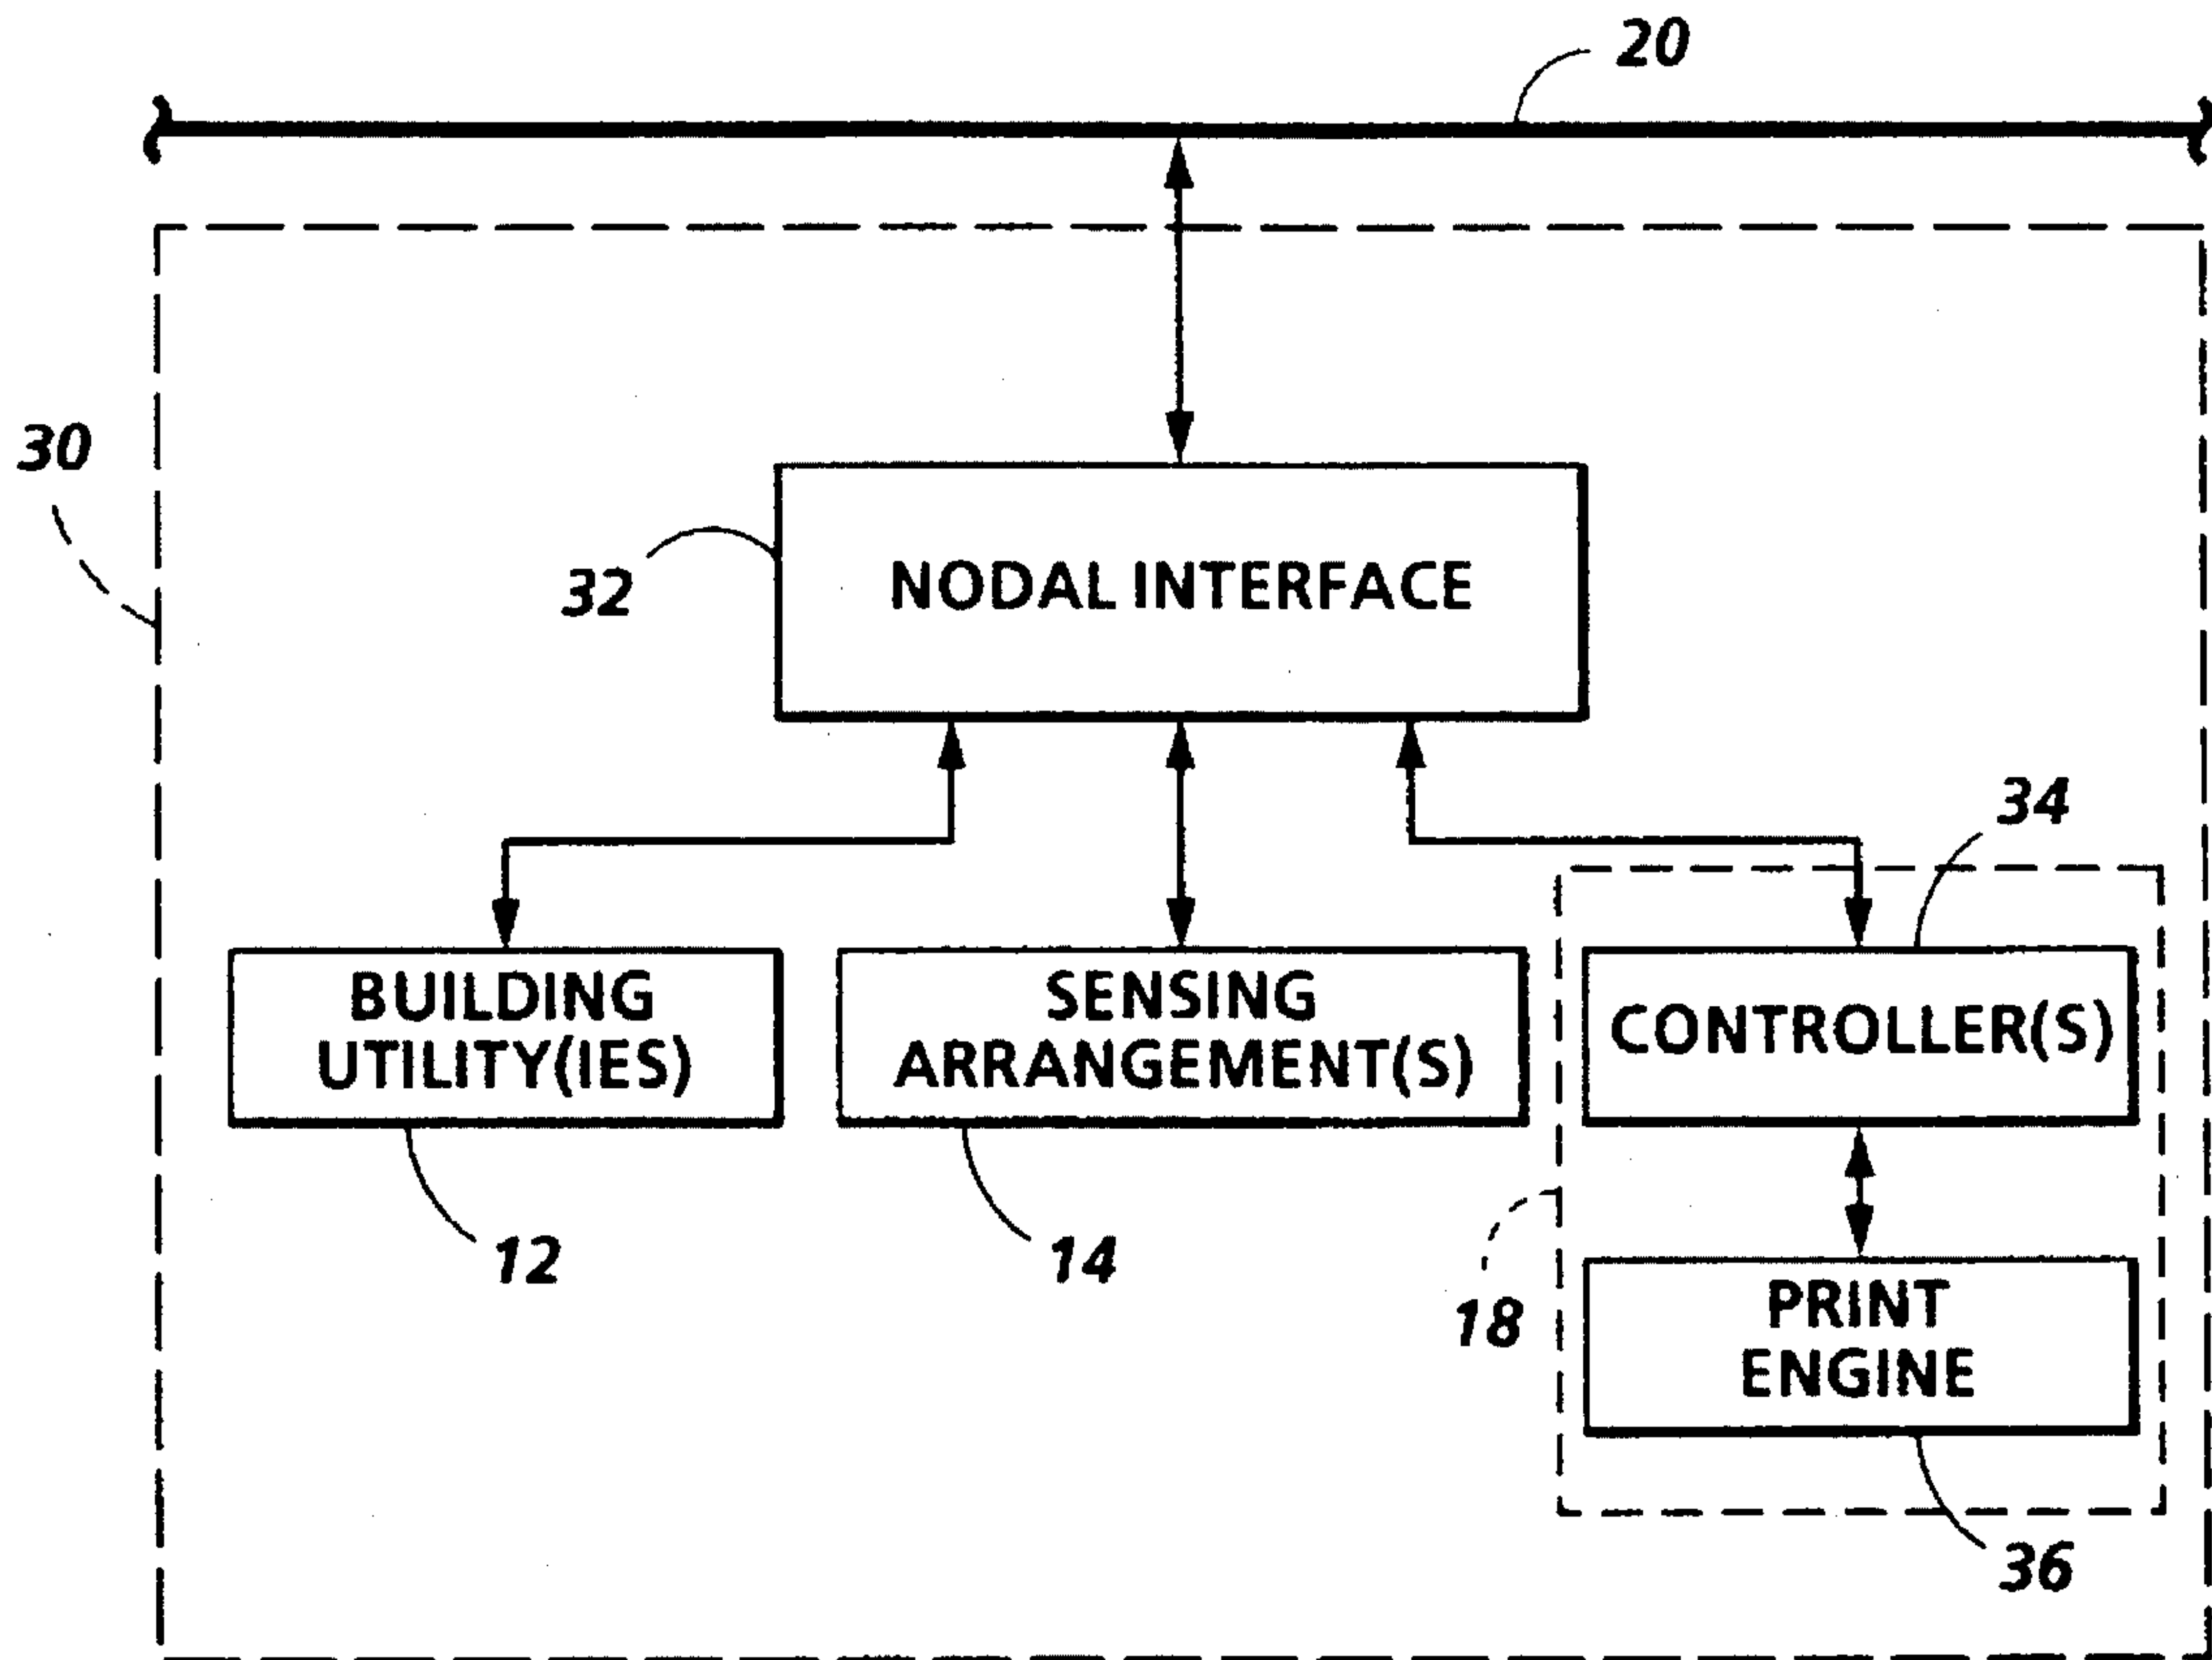 20
30
32
NODAL INTERFACE
34
BUILDING
UTILITY(IES)
SENSING
ARRANGEMENT(S)
CONTROLLER(S)
12
14
18
PRINT
ENGINE
36